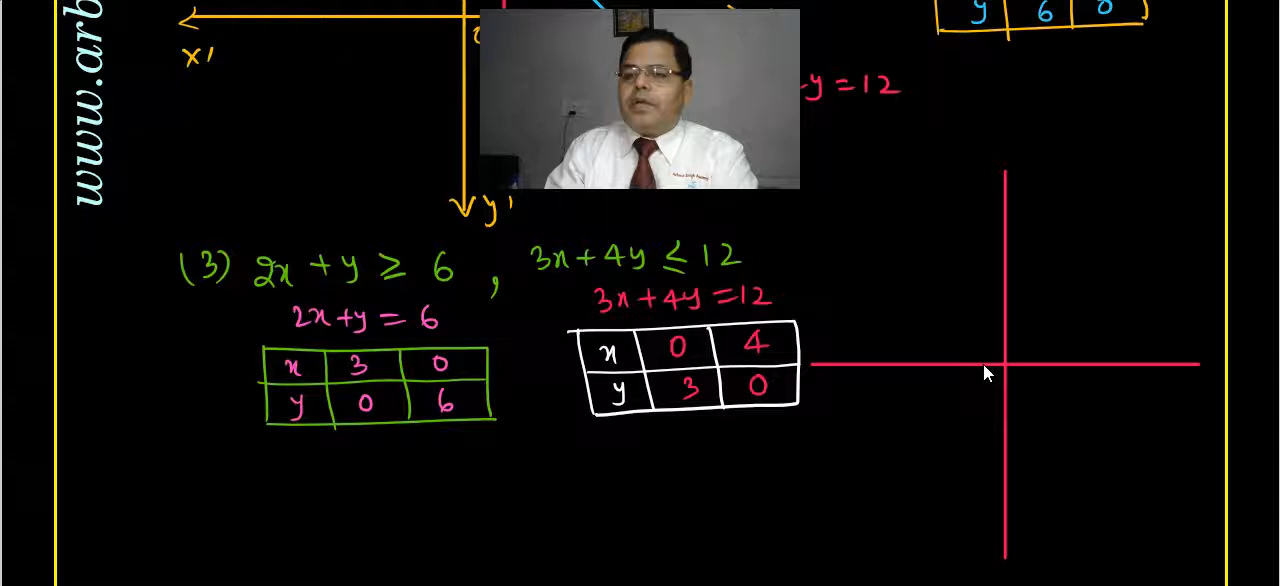 www.arb
x'
y 6 0
y = 12
y'
(3) 2x + y ≥ 6 , 3x + 4y ≤ 12
2x + y = 6
3x + 4y = 12
x 3 0
y 0 6
x 0 4
y 3 0